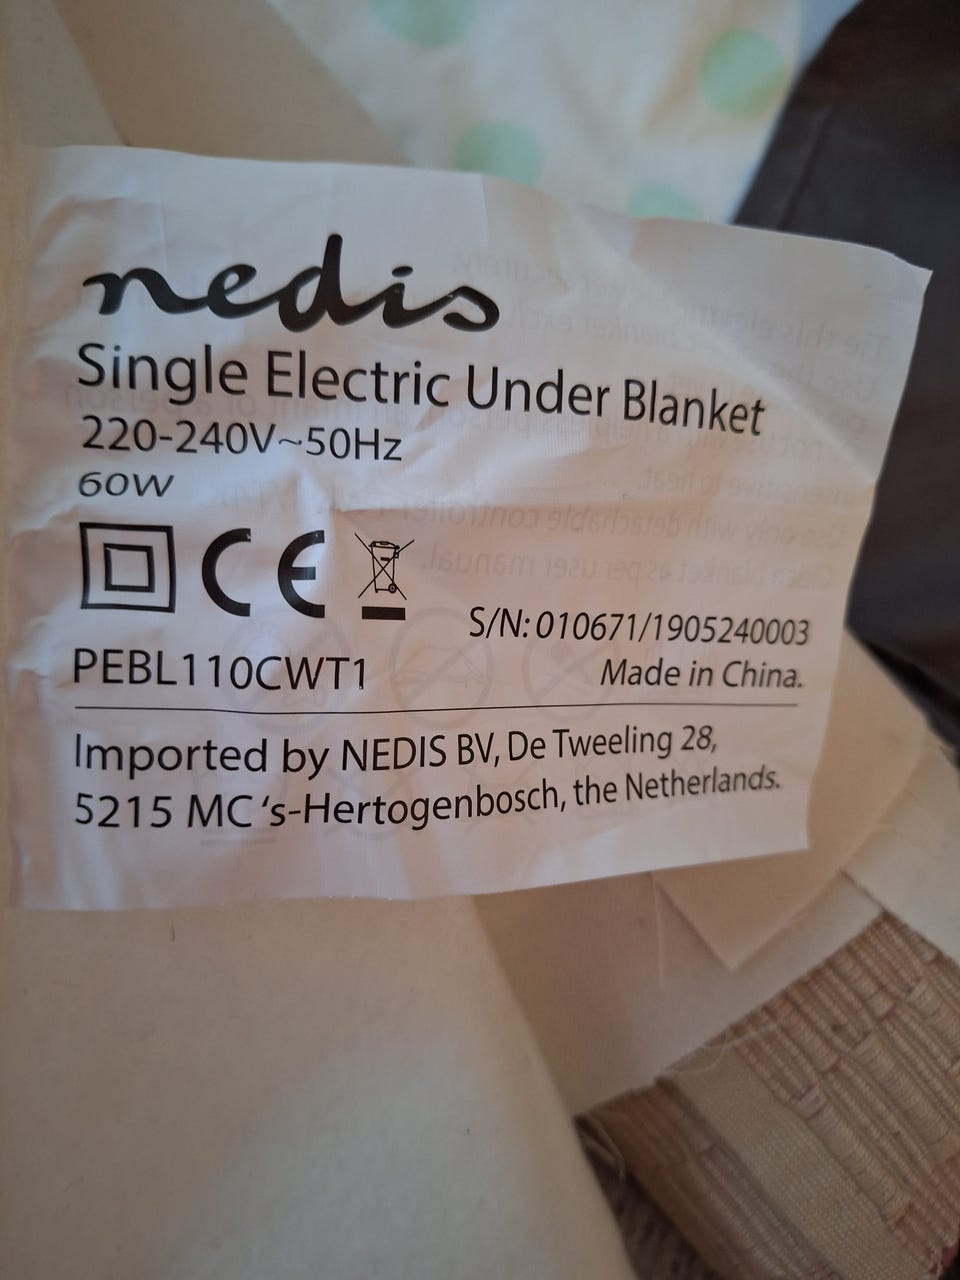 nedis
Single Electric Under Blanket
220-240V~50Hz
60W
CE
S/N: 010671/1905240003
PEBL110CWT1
Made in China.
Imported by NEDIS BV, De Tweeling 28,
5215 MC ‘s-Hertogenbosch, the Netherlands.